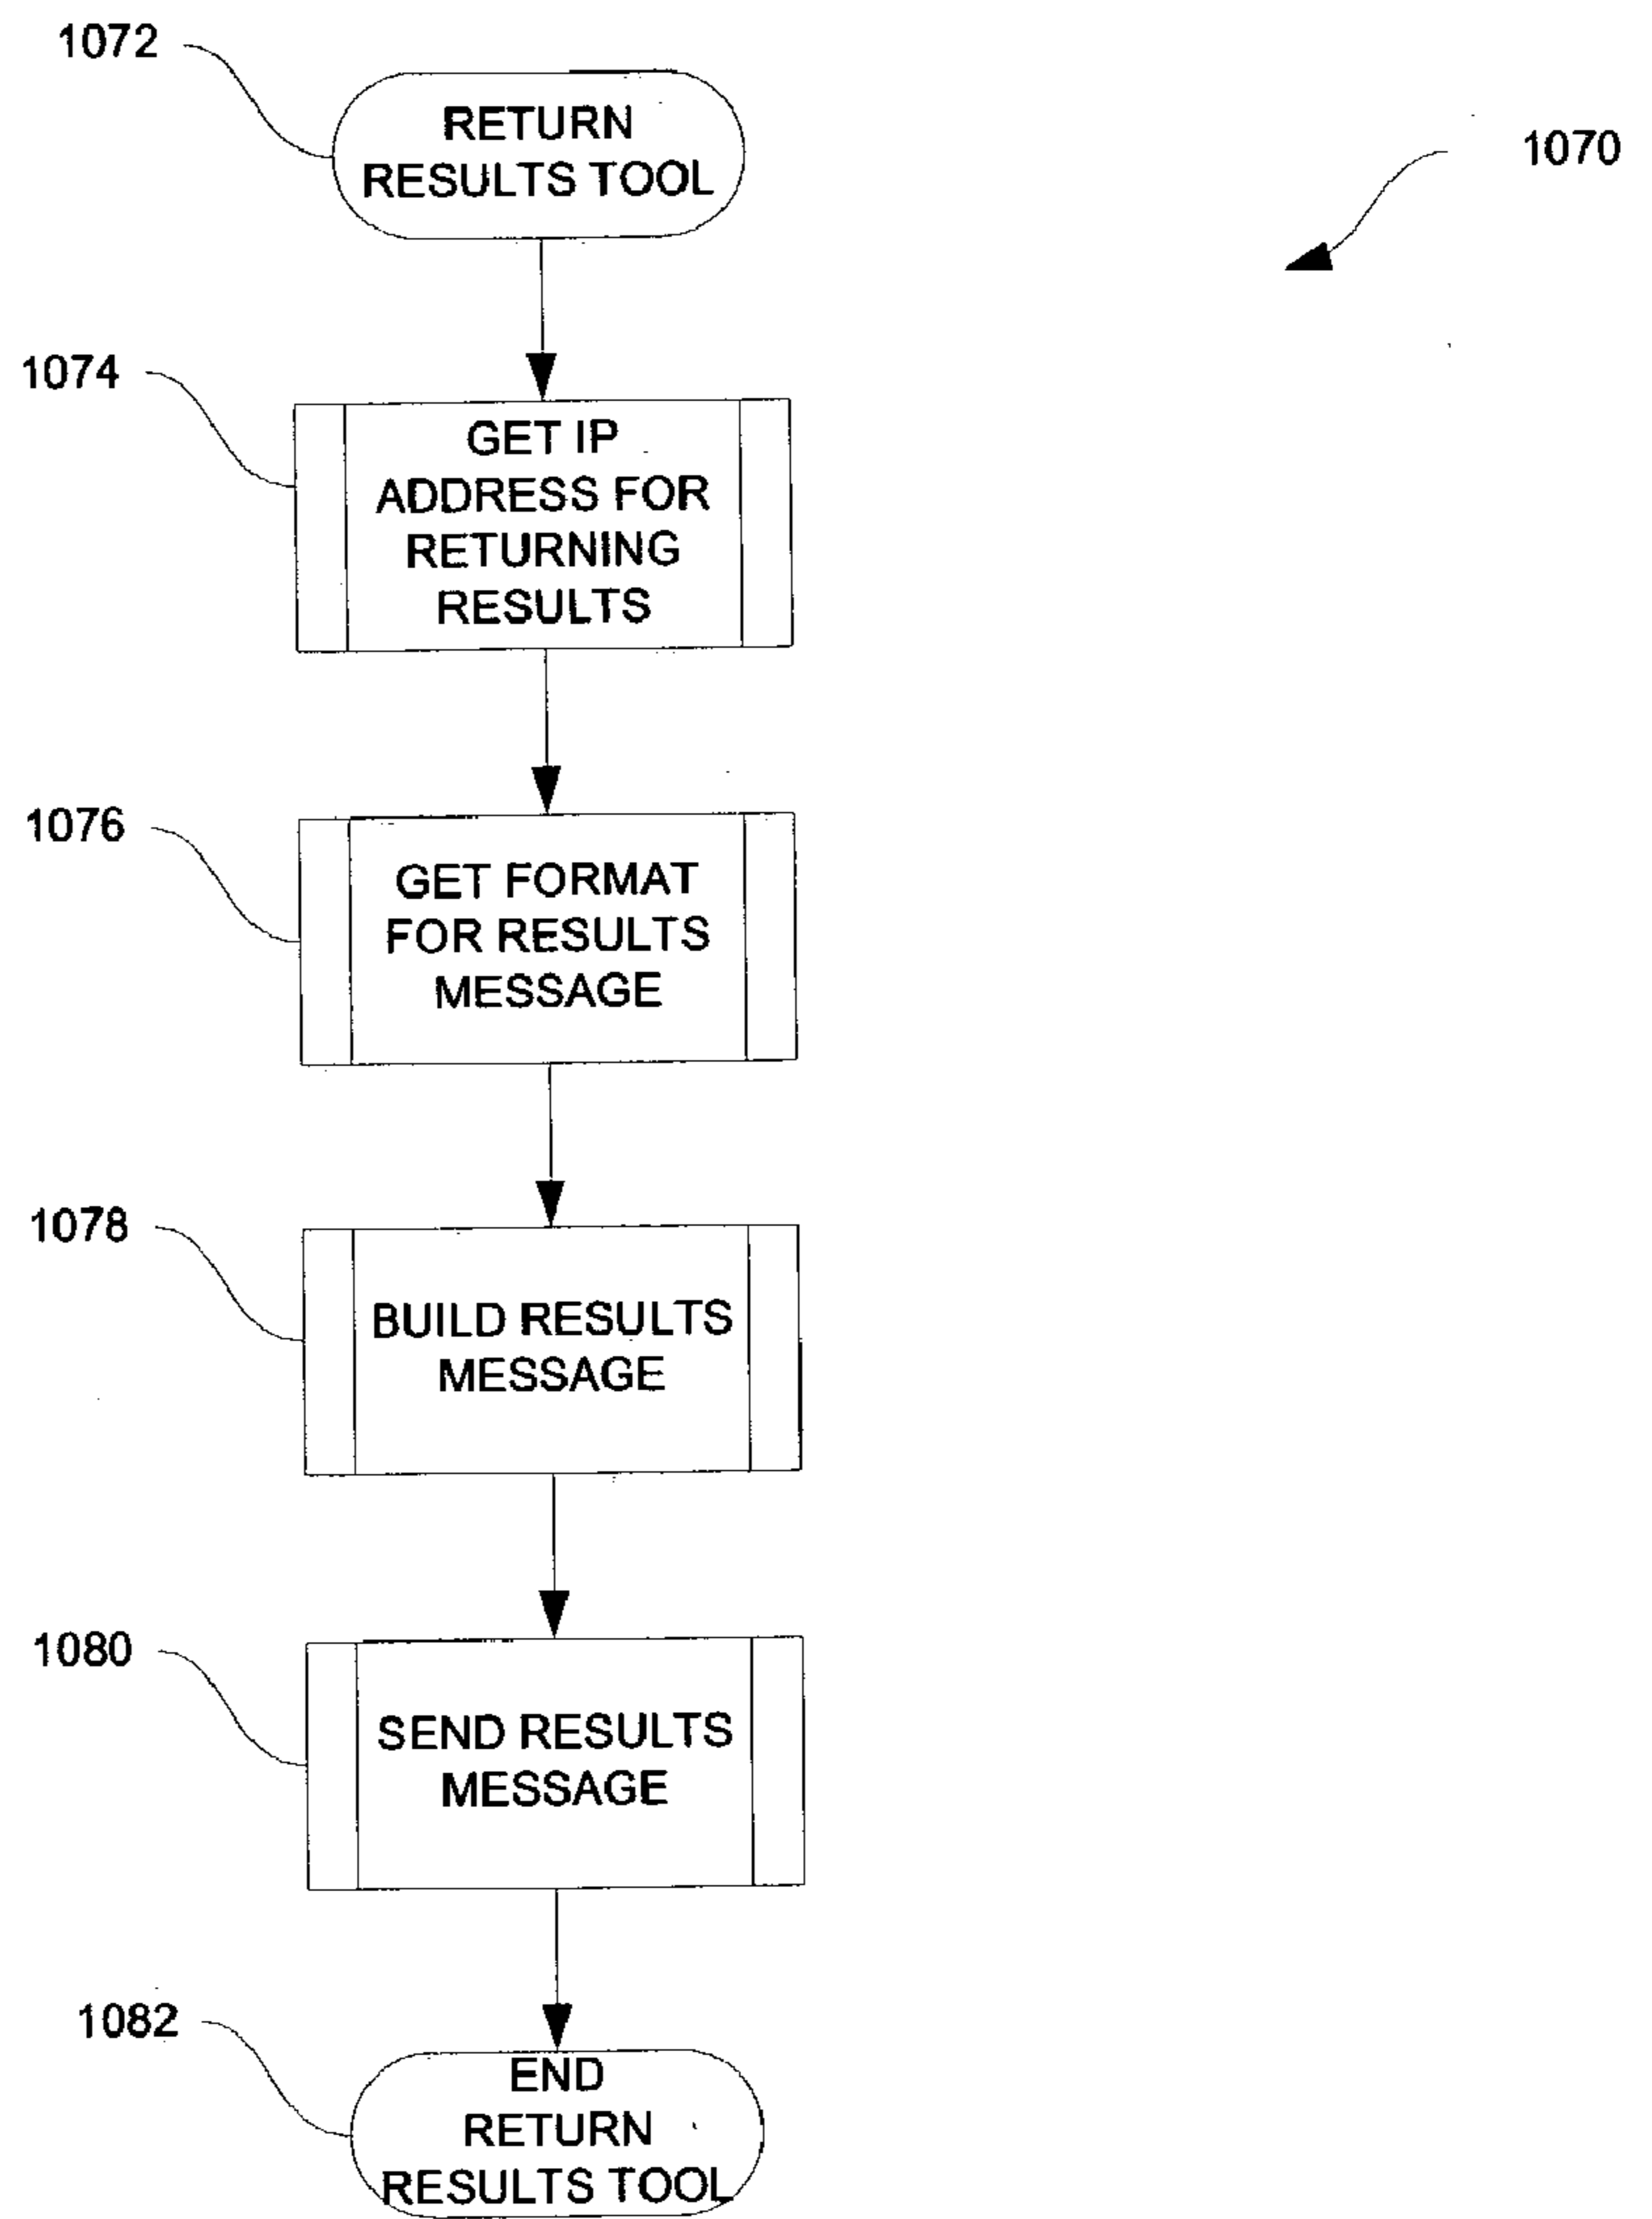 1072
RETURN
RESULTS TOOL
1070
1074
GET IP
ADDRESS FOR
RETURNING
RESULTS
1076
GET FORMAT
FOR RESULTS
MESSAGE
1078
BUILD RESULTS
MESSAGE
1080
SEND RESULTS
MESSAGE
1082
END
RETURN
RESULTS TOOL